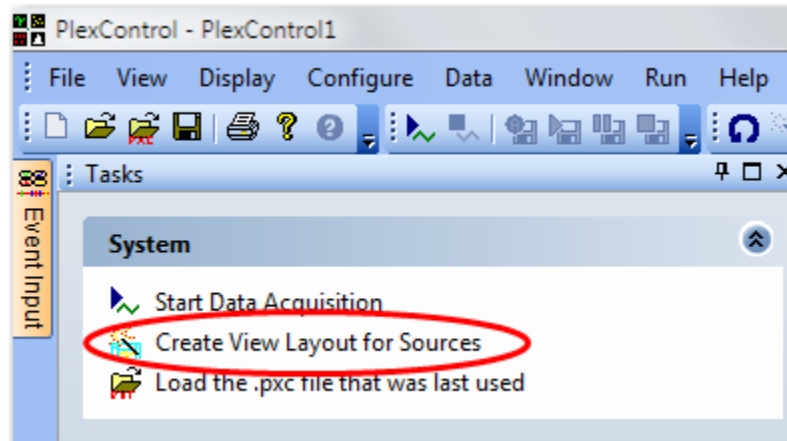 PlexControl - PlexControl1
File View Display Configure Data Window Run Help
PXC
Tasks
Event Input
System
Start Data Acquisition
Create View Layout for Sources
Load the .pxc file that was last used